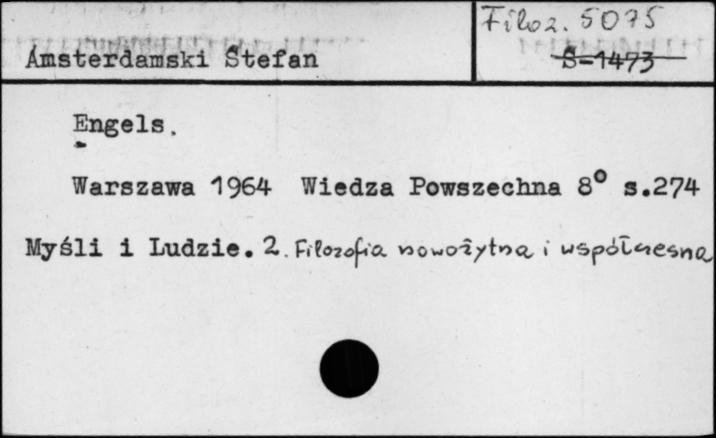 Filoz. 5075
Amsterdamski Stefan
S-1473
Engels.
Warszawa 1964 Wiedza Powszechna 8° s.274
Myśli i Ludzie. 2. Filozofia nowożytna i współczesna